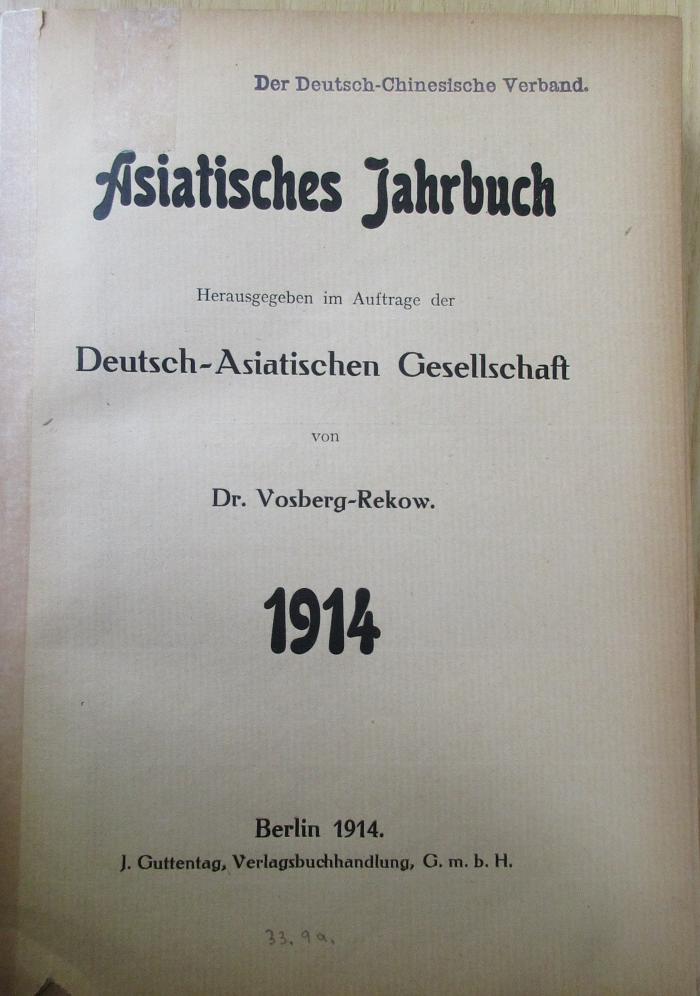 Der Deutsch-Chinesische Verband.
Asiatisches Jahrbuch
Herausgegeben im Auftrage der
Deutsch-Asiatischen Gesellschaft
von
Dr. Vosberg-Rekow.
1914
Berlin 1914.
J. Guttentag, Verlagsbuchhandlung, G. m. b. H.
33. 9a.